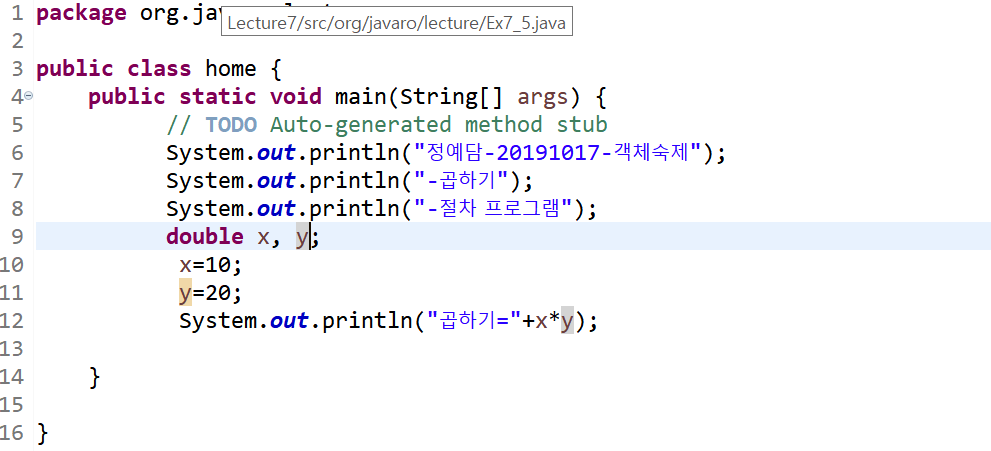 1 package org.jav
Lecture7/src/org/javaro/lecture/Ex7_5.java
2
3 public class home {
4 public static void main(String[] args) {
5 // TODO Auto-generated method stub
6 System.out.println("정예담-20191017-객체숙제");
7 System.out.println("-곱하기");
8 System.out.println("-절차 프로그램");
9 double x, y;
10 x=10;
11 y=20;
12 System.out.println("곱하기="+x*y);
13
14 }
15
16 }